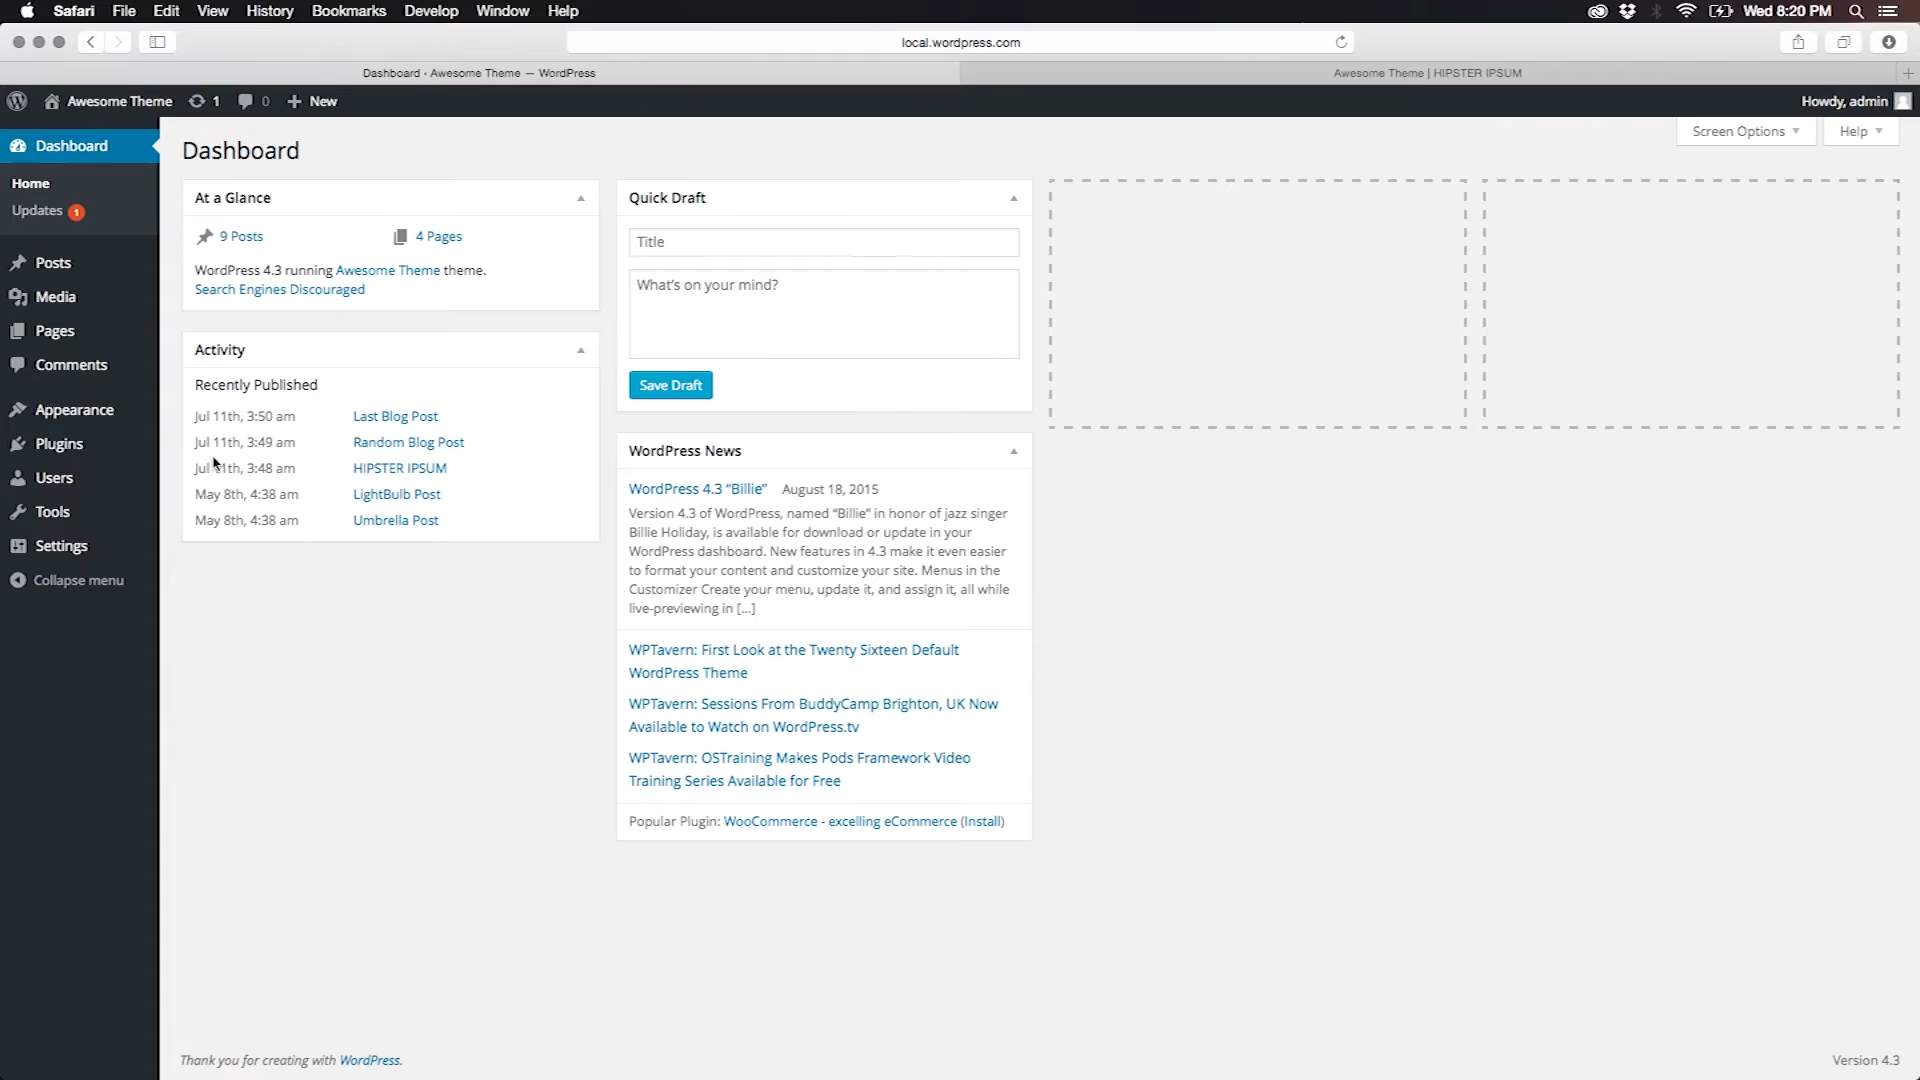 Safari File Edit View History Bookmarks Develop Window Help Wed 8:20 PM
local.wordpress.com
Dashboard ‹ Awesome Theme — WordPress
Awesome Theme | HIPSTER IPSUM
Awesome Theme 1 0 New Howdy, admin
Screen Options Help
Dashboard
Home
Updates 1
Posts
Media
Pages
Comments
Appearance
Plugins
Users
Tools
Settings
Collapse menu
Dashboard
At a Glance
9 Posts 4 Pages
WordPress 4.3 running Awesome Theme theme.
Search Engines Discouraged
Activity
Recently Published
Jul 11th, 3:50 am Last Blog Post
Jul 11th, 3:49 am Random Blog Post
Jul 11th, 3:48 am HIPSTER IPSUM
May 8th, 4:38 am LightBulb Post
May 8th, 4:38 am Umbrella Post
Quick Draft
Title
What's on your mind?
Save Draft
WordPress News
WordPress 4.3 “Billie” August 18, 2015
Version 4.3 of WordPress, named “Billie” in honor of jazz singer
Billie Holiday, is available for download or update in your
WordPress dashboard. New features in 4.3 make it even easier
to format your content and customize your site. Menus in the
Customizer Create your menu, update it, and assign it, all while
live-previewing in […]
WPTavern: First Look at the Twenty Sixteen Default
WordPress Theme
WPTavern: Sessions From BuddyCamp Brighton, UK Now
Available to Watch on WordPress.tv
WPTavern: OSTraining Makes Pods Framework Video
Training Series Available for Free
Popular Plugin: WooCommerce - excelling eCommerce (Install)
Thank you for creating with WordPress.
Version 4.3